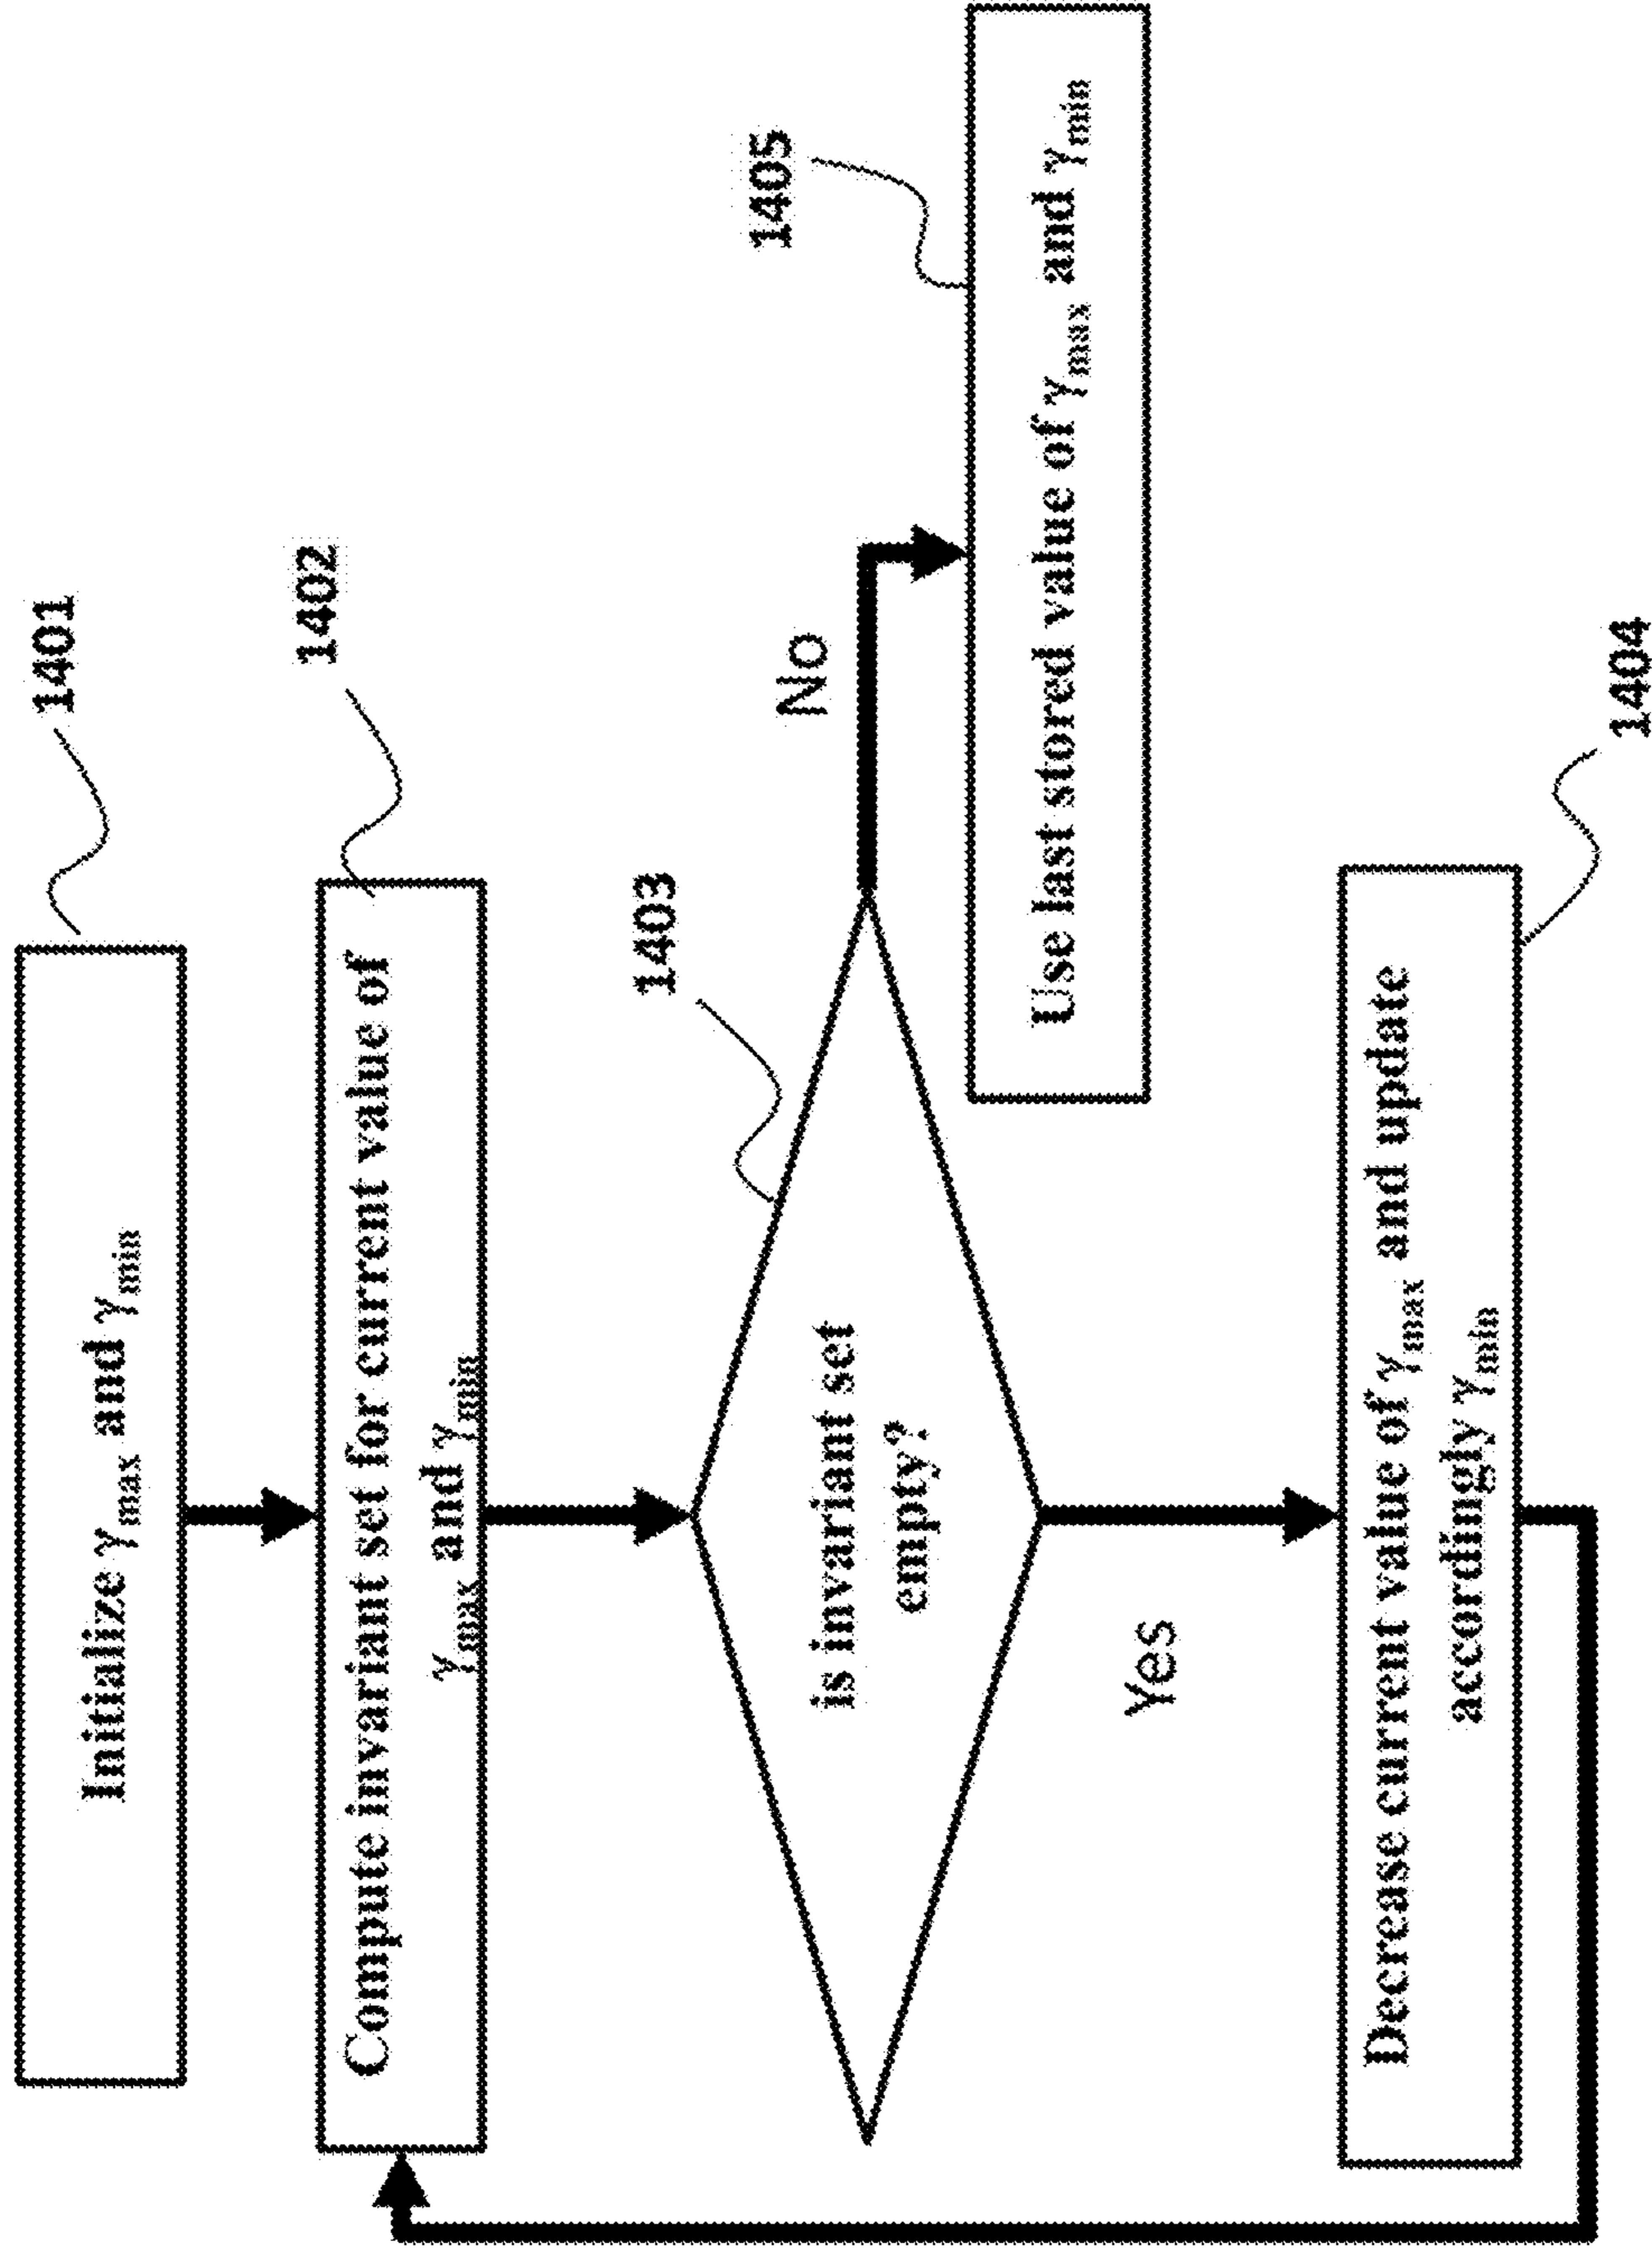 1401
Initialize γmax and γmin
1402
Compute invariant set for current value of
γmax and γmin
1403
is invariant set
empty?
No
1405
Use last stored value of γmax and γmin
Yes
Decrease current value of γmax and update
accordingly γmin
1404